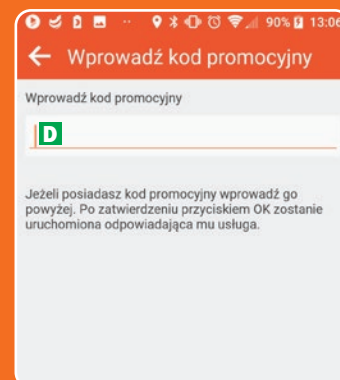 90% 13:06
Wprowadź kod promocyjny
Wprowadź kod promocyjny
D
Jeżeli posiadasz kod promocyjny wprowadź go
powyżej. Po zatwierdzeniu przyciskiem OK zostanie
uruchomiona odpowiadająca mu usługa.